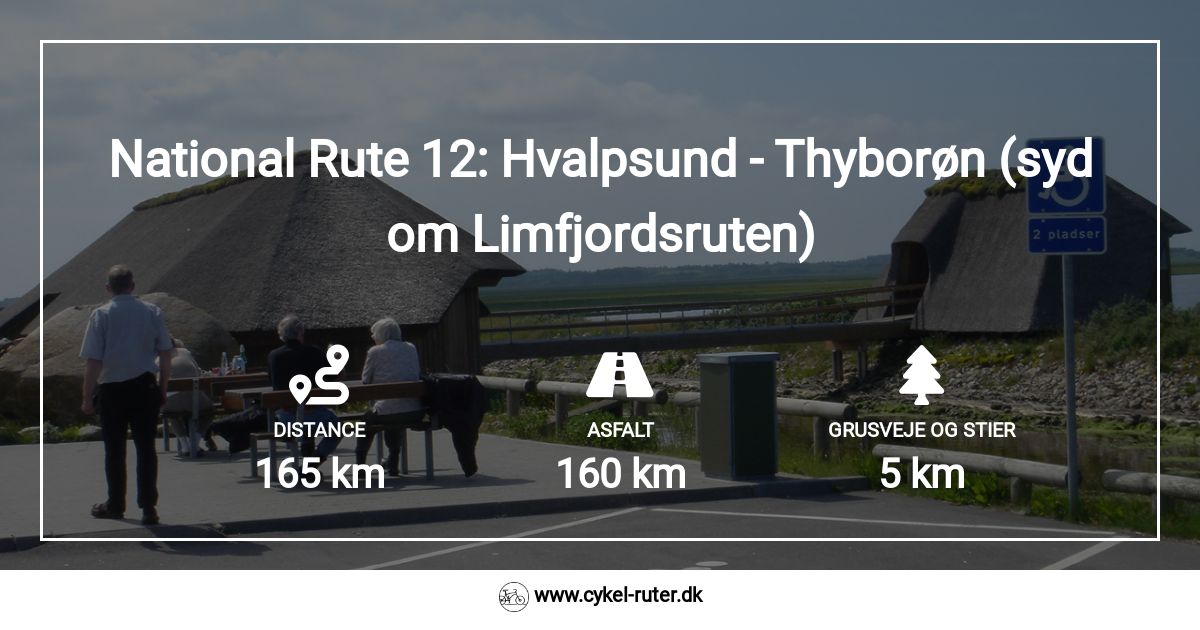 National Rute 12: Hvalpsund - Thyborøn (syd
om Limfjordsruten)
2 pladser
DISTANCE
165 km
ASFALT
160 km
GRUSVEJE OG STIER
5 km
www.cykel-ruter.dk